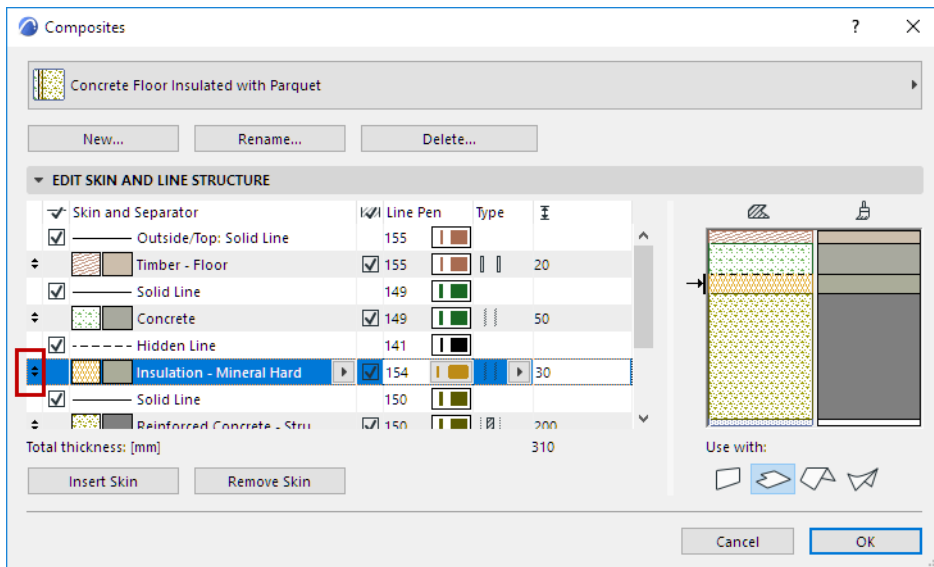 Composites ?
Concrete Floor Insulated with Parquet
New... Rename... Delete...
EDIT SKIN AND LINE STRUCTURE
Skin and Separator Line Pen Type
Outside/Top: Solid Line 155
Timber - Floor 155 20
Solid Line 149
Concrete 149 50
Hidden Line 141
Insulation - Mineral Hard 154 30
Solid Line 150
Reinforced Concrete - Stru 150 200
Total thickness: [mm] 310
Use with:
Insert Skin Remove Skin
Cancel OK